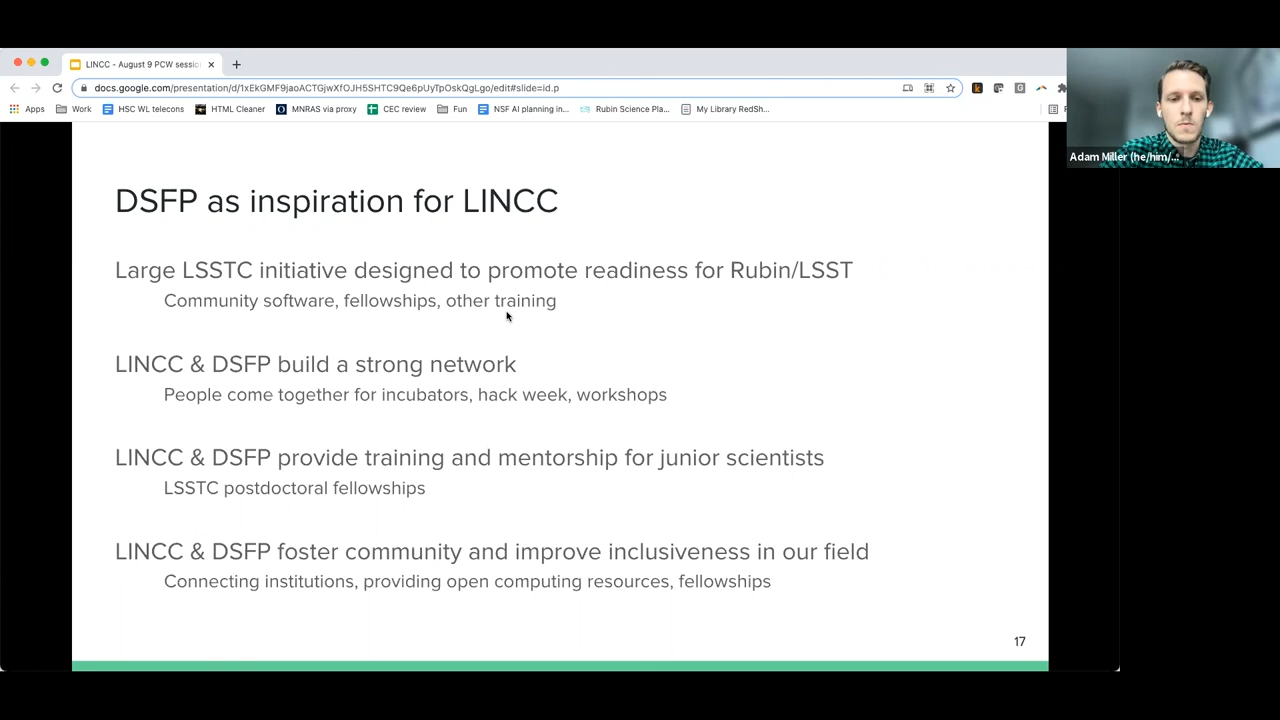 LINCC - August 9 PCW sessio
docs.google.com/presentation/d/1xEkGMF9jaoACTGjwXfOJH5SHTC9Qe6pUyTpOskQgLgo/edit#slide=id.p
Apps Work HSC WL telecons HTML Cleaner MNRAS via proxy CEC review Fun NSF AI planning in... Rubin Science Pla... My Library RedSh...
Adam Miller (he/him/...
DSFP as inspiration for LINCC
Large LSSTC initiative designed to promote readiness for Rubin/LSST
Community software, fellowships, other training
LINCC & DSFP build a strong network
People come together for incubators, hack week, workshops
LINCC & DSFP provide training and mentorship for junior scientists
LSSTC postdoctoral fellowships
LINCC & DSFP foster community and improve inclusiveness in our field
Connecting institutions, providing open computing resources, fellowships
17